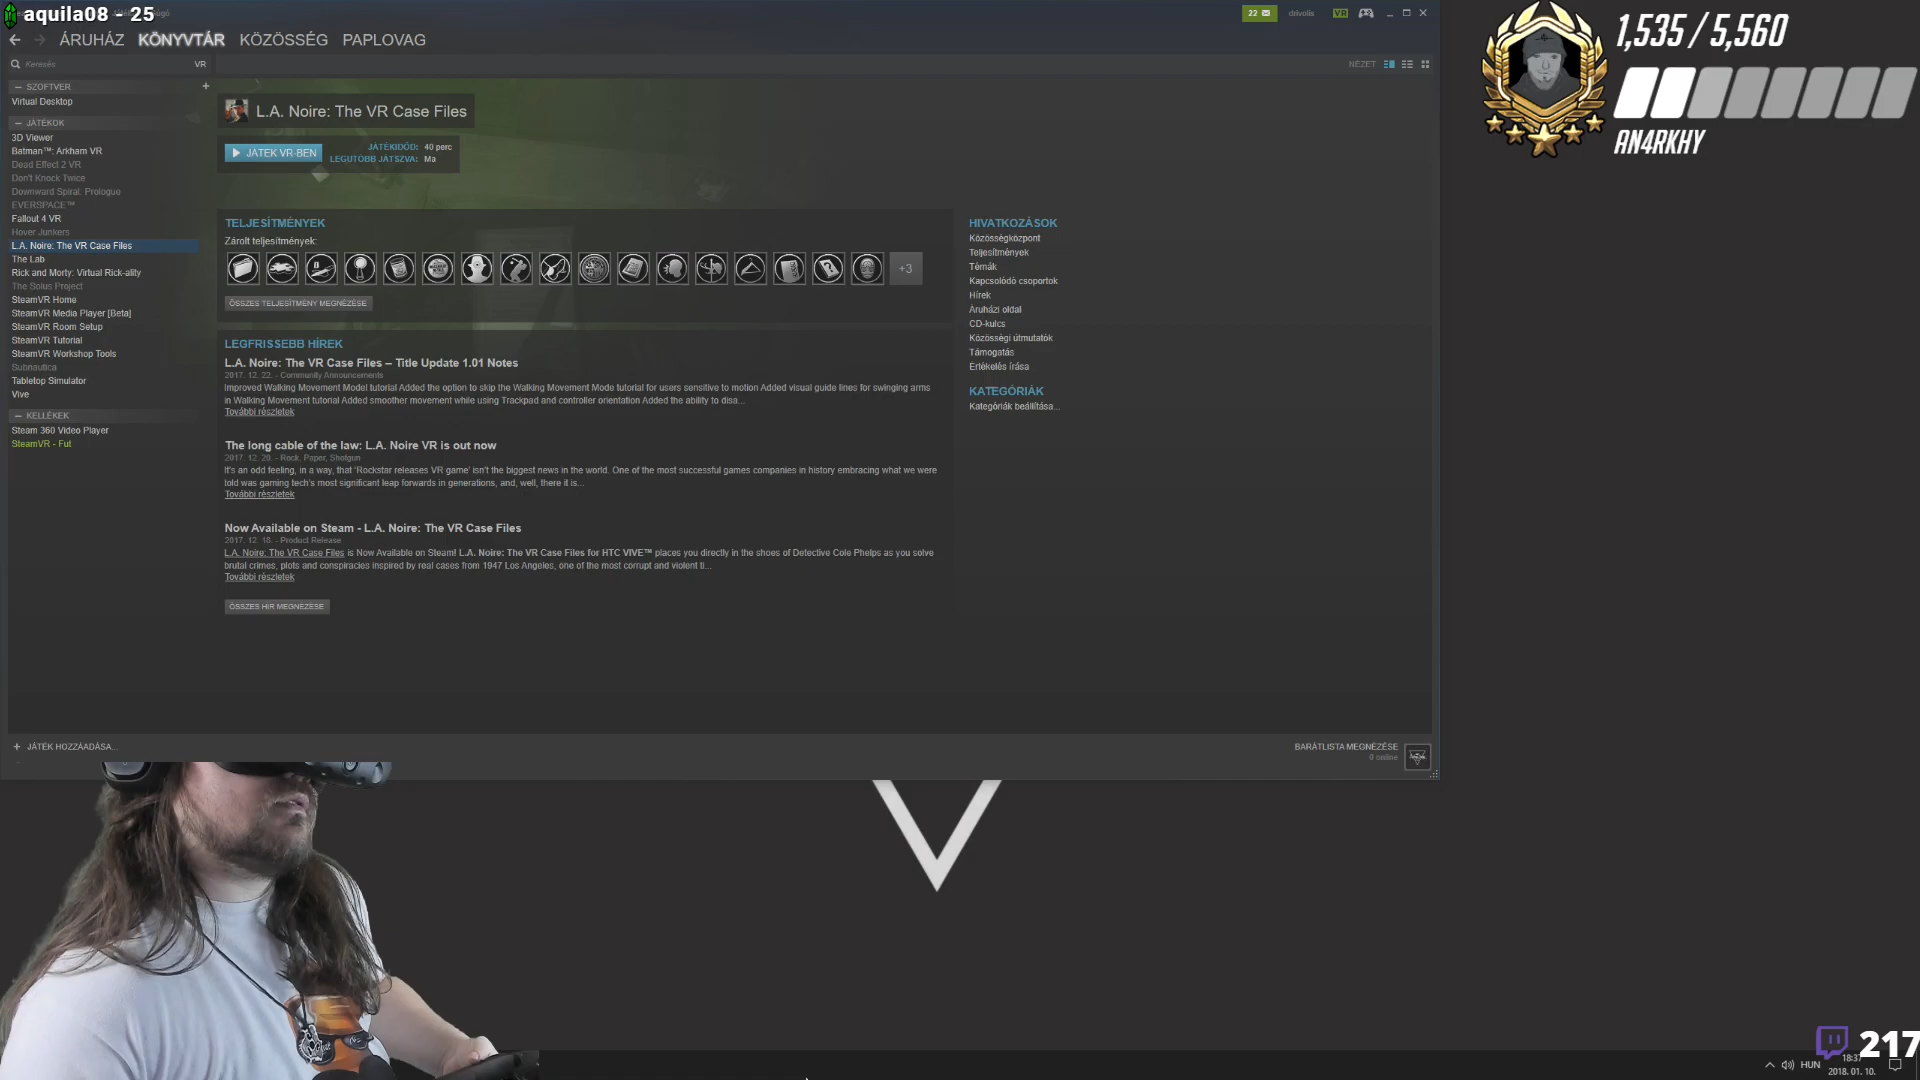 aquila08 - 25
22
drivolis
VR
ÁRUHÁZ KÖNYVTÁR KÖZÖSSÉG PAPLOVAG
Keresés
VR
NÉZET
SZOFTVER
+
Virtual Desktop
JÁTÉKOK
3D Viewer
Batman™: Arkham VR
Dead Effect 2 VR
Don't Knock Twice
Downward Spiral: Prologue
EVERSPACE™
Fallout 4 VR
Hover Junkers
L.A. Noire: The VR Case Files
The Lab
Rick and Morty: Virtual Rick-ality
The Solus Project
SteamVR Home
SteamVR Media Player [Beta]
SteamVR Room Setup
SteamVR Tutorial
SteamVR Workshop Tools
Subnautica
Tabletop Simulator
Vive
KELLÉKEK
Steam 360 Video Player
SteamVR - Fut
L.A. Noire: The VR Case Files
JÁTÉK VR-BEN
JÁTÉKIDŐD: 40 perc
LEGUTÓBB JÁTSZVA: Ma
TELJESÍTMÉNYEK
Zárolt teljesítmények:
+3
ÖSSZES TELJESÍTMÉNY MEGNÉZÉSE
LEGFRISSEBB HÍREK
L.A. Noire: The VR Case Files – Title Update 1.01 Notes
2017. 12. 22. - Community Announcements
Improved Walking Movement Model tutorial Added the option to skip the Walking Movement Mode tutorial for users sensitive to motion Added visual guide lines for swinging arms
in Walking Movement tutorial Added smoother movement while using Trackpad and controller orientation Added the ability to disa...
További részletek
The long cable of the law: L.A. Noire VR is out now
2017. 12. 20. - Rock, Paper, Shotgun
It's an odd feeling, in a way, that 'Rockstar releases VR game' isn't the biggest news in the world. One of the most successful games companies in history embracing what we were
told was gaming tech's most significant leap forwards in generations, and, well, there it is...
További részletek
Now Available on Steam - L.A. Noire: The VR Case Files
2017. 12. 18. - Product Release
L.A. Noire: The VR Case Files is Now Available on Steam! L.A. Noire: The VR Case Files for HTC VIVE™ places you directly in the shoes of Detective Cole Phelps as you solve
brutal crimes, plots and conspiracies inspired by real cases from 1947 Los Angeles, one of the most corrupt and violent ti...
További részletek
ÖSSZES HÍR MEGNÉZÉSE
HIVATKOZÁSOK
Közösségközpont
Teljesítmények
Témák
Kapcsolódó csoportok
Hírek
Áruházi oldal
CD-kulcs
Közösségi útmutatók
Támogatás
Értékelés írása
KATEGÓRIÁK
Kategóriák beállítása...
+ JÁTÉK HOZZÁADÁSA...
BARÁTLISTA MEGNÉZÉSE
0 online
1,535 / 5,560
AN4RKHY
217
HUN
18:37
2018. 01. 10.